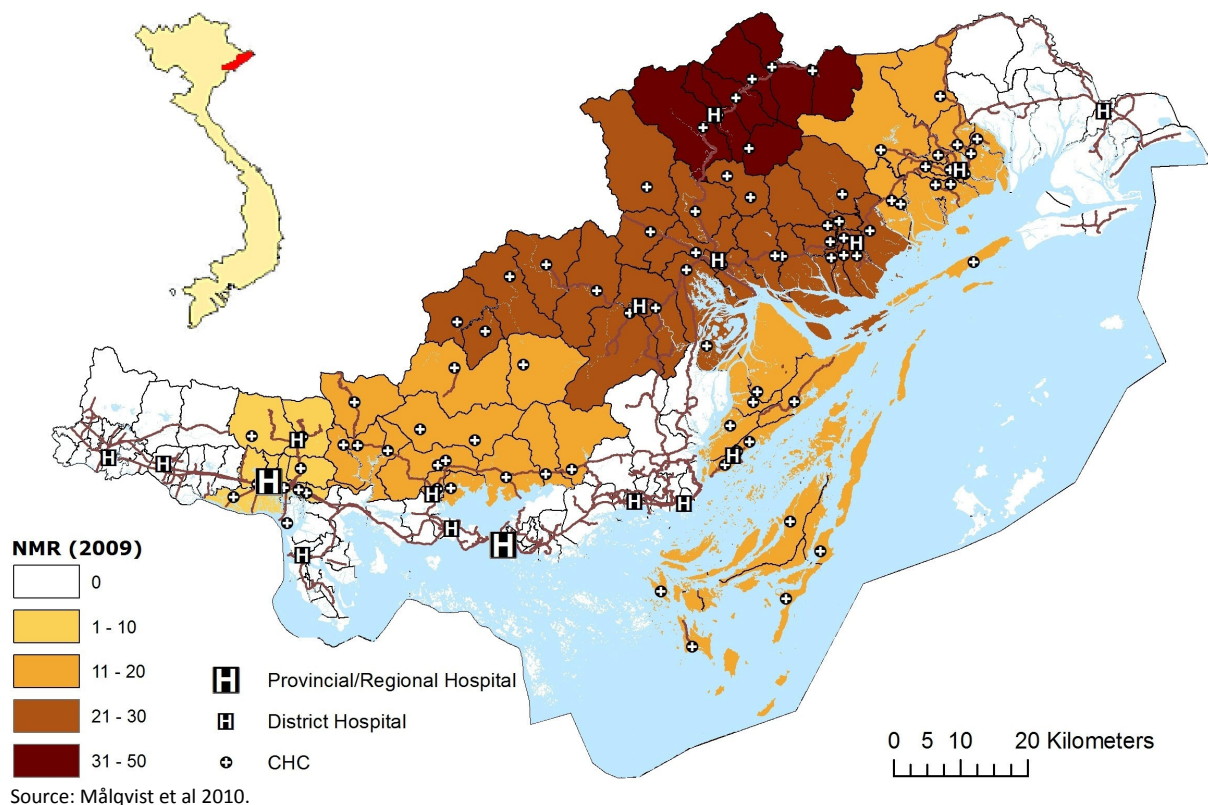 NMR (2009)
0
1 - 10
11 - 20
21 - 30
31 - 50
H Provincial/Regional Hospital
H District Hospital
CHC
0 5 10 20 Kilometers
Source: Målqvist et al 2010.